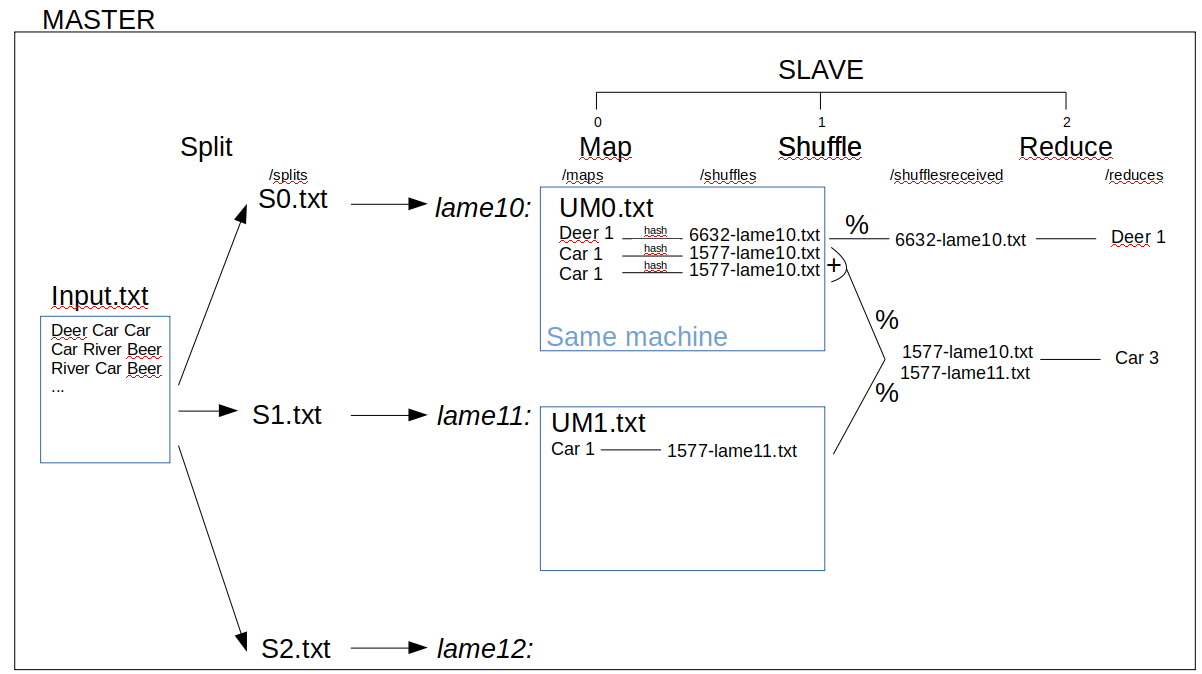 MASTER
SLAVE
0
1
2
Split
Map
Shuffle
Reduce
/splits
/maps
/shuffles
/shufflesreceived
/reduces
S0.txt
lame10:
UM0.txt
Deer 1
hash
6632-lame10.txt
Car 1
hash
1577-lame10.txt
Car 1
hash
1577-lame10.txt
Same machine
%
6632-lame10.txt
Deer 1
+
%
1577-lame10.txt
1577-lame11.txt
%
Car 3
Input.txt
Deer Car Car
Car River Beer
River Car Beer
...
S1.txt
lame11:
UM1.txt
Car 1
1577-lame11.txt
S2.txt
lame12: